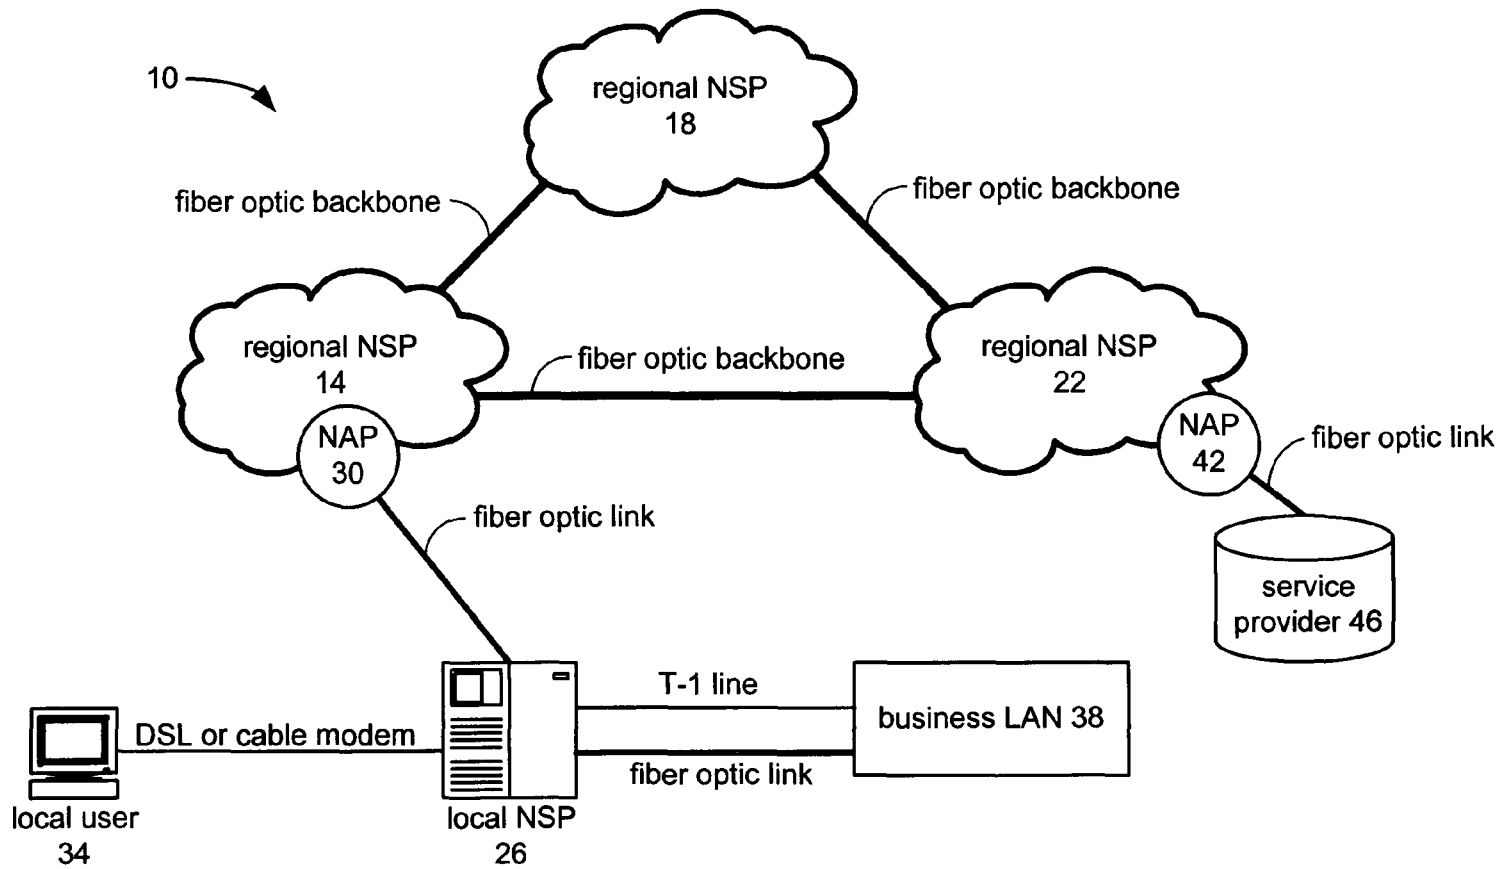 10
regional NSP
18
fiber optic backbone
fiber optic backbone
regional NSP
14
fiber optic backbone
regional NSP
22
NAP
30
NAP
42
fiber optic link
fiber optic link
service
provider 46
T-1 line
business LAN 38
DSL or cable modem
fiber optic link
local user
34
local NSP
26